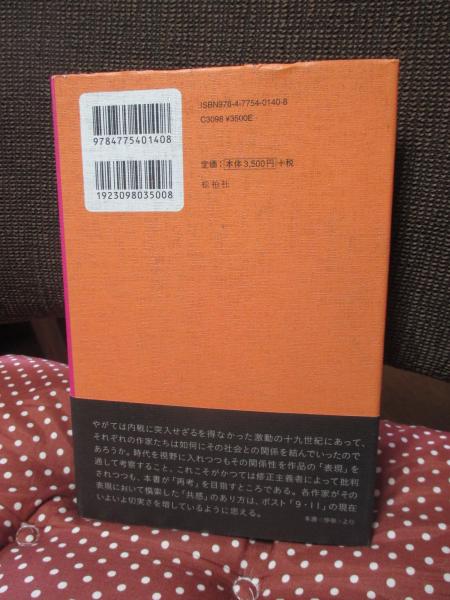 ISBN978-4-7754-0140-8
C3098 ¥3500E
9784775401408
定価：本体3,500円＋税
松柏社
1923098035008
やがては内戦に突入せざるを得なかった激動の十九世紀にあって、
それぞれの作家たちは如何にその社会との関係を結んでいったので
あろうか。時代を視野に入れつつもその関係性を作品の「表現」を
通して考察すること、これこそがかつては修正主義者によって批判
されつつも、本書が「再考」を目指すところである。各作家がその
表現において模索した「共感」のあり方は、ポスト「9・11」の現在
いよいよ切実さを増しているように思える。
本書「序章」より